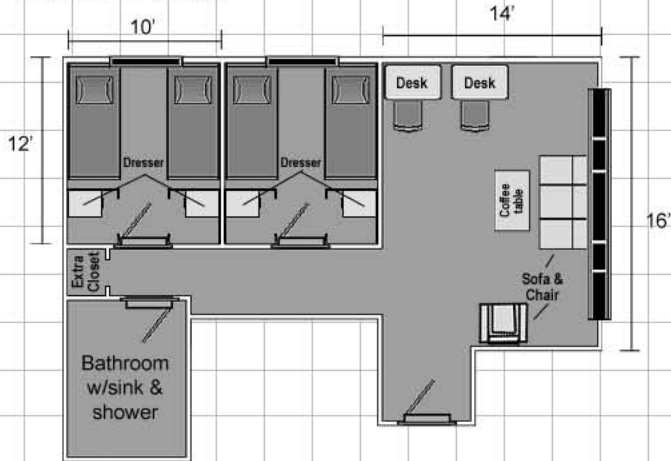 10'
14'
12'
16'
Desk
Desk
Dresser
Dresser
Coffee
table
Extra
Closet
Sofa &
Chair
Bathroom
w/sink &
shower